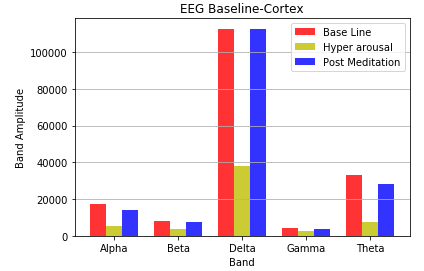 EEG Baseline-Cortex
Base Line
Hyper arousal
Post Meditation
Band Amplitude
100000
80000
60000
40000
20000
0
Alpha Beta Delta Gamma Theta
Band